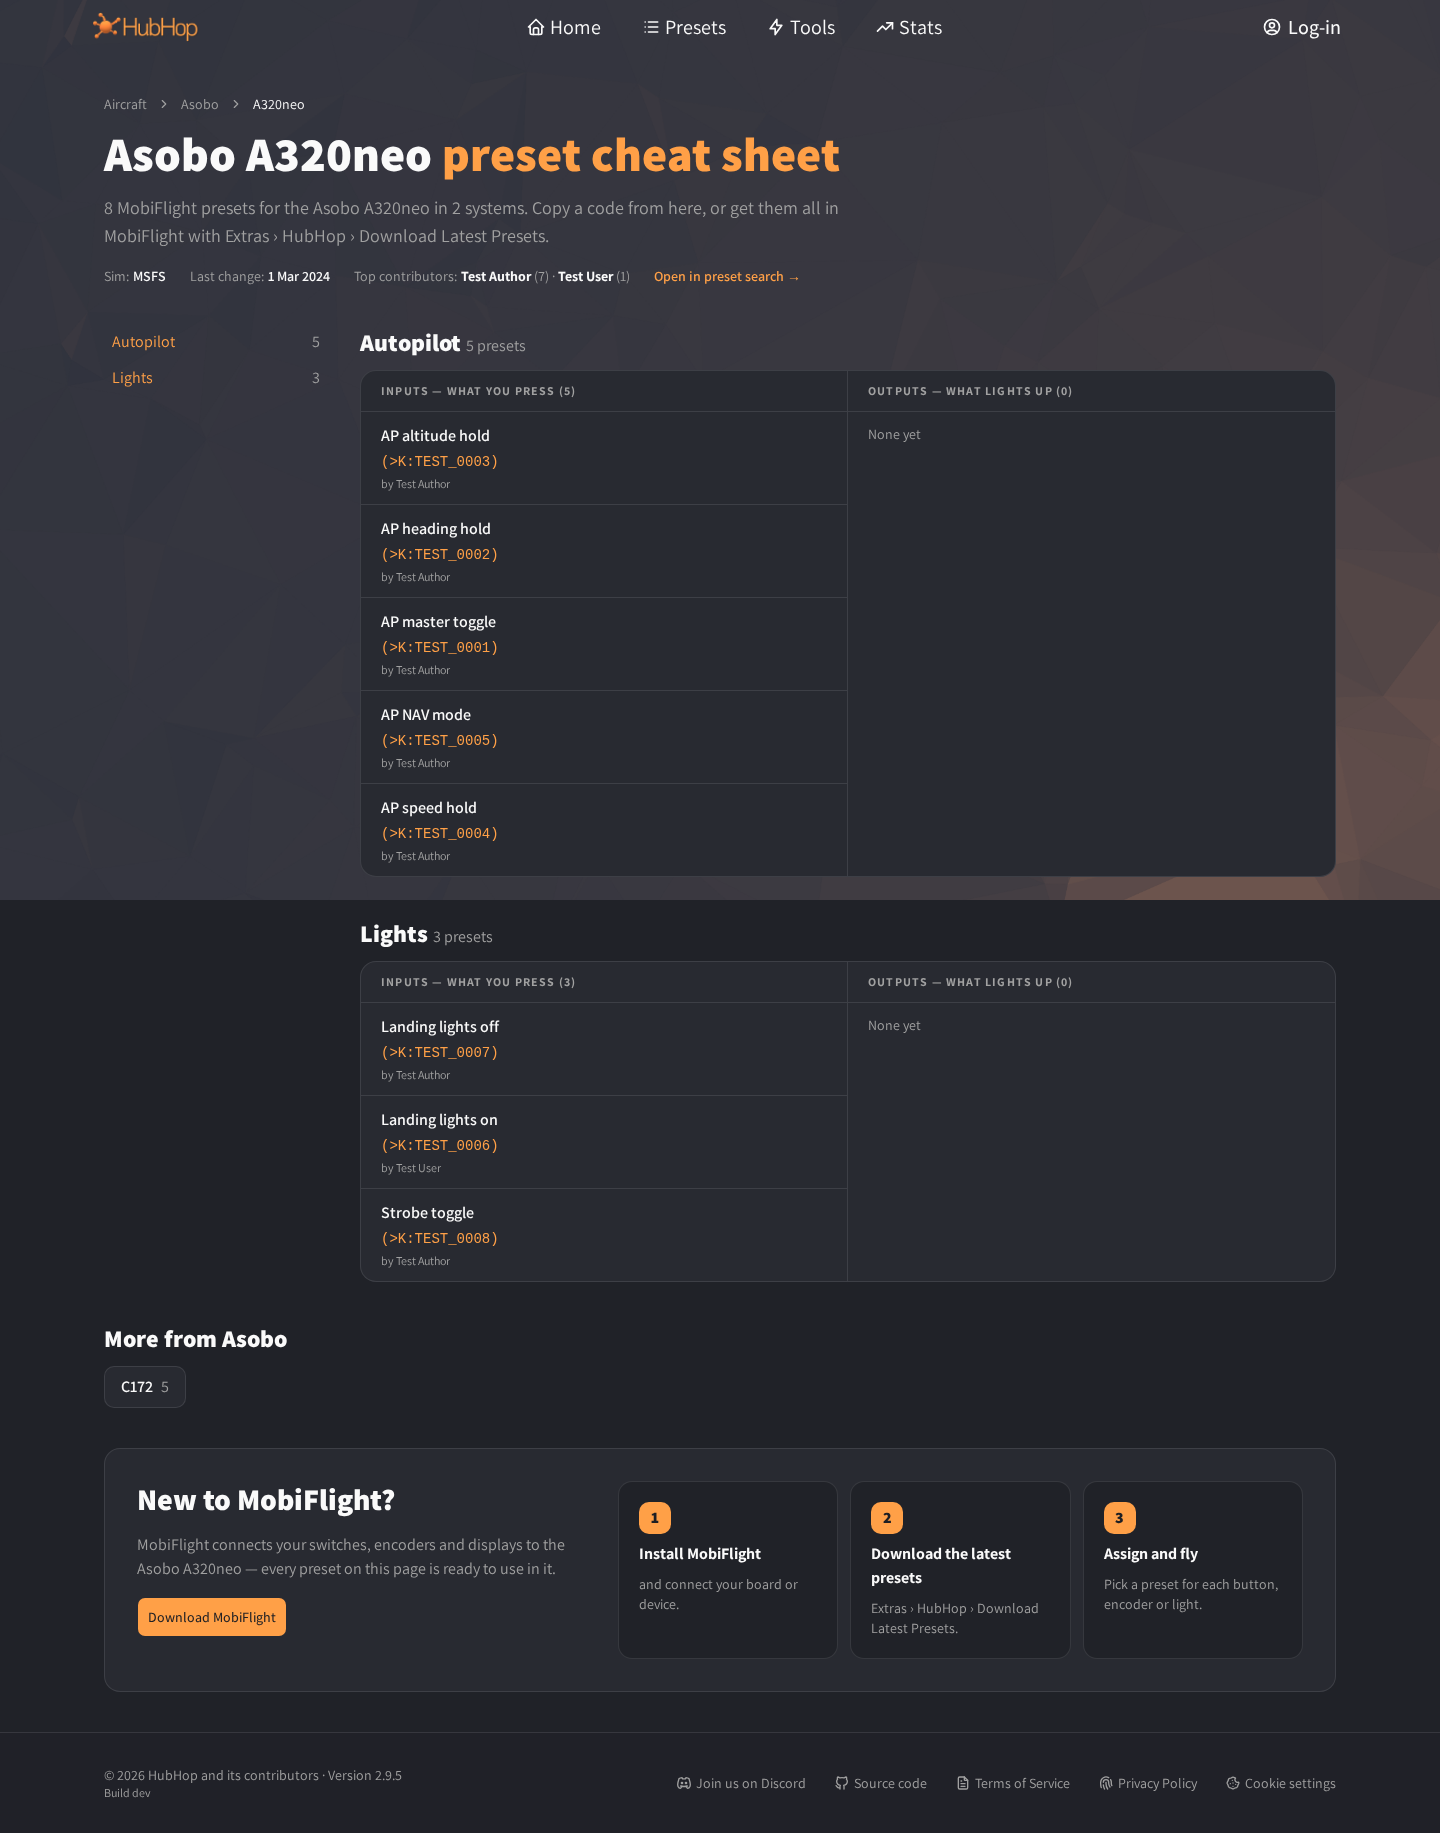 HubHop
Home
Presets
Tools
Stats
Log-in
Aircraft > Asobo > A320neo
Asobo A320neo preset cheat sheet
8 MobiFlight presets for the Asobo A320neo in 2 systems. Copy a code from here, or get them all in
MobiFlight with Extras › HubHop › Download Latest Presets.
Sim: MSFS Last change: 1 Mar 2024 Top contributors: Test Author (7) · Test User (1) Open in preset search →
Autopilot 5
Lights 3
Autopilot 5 presets
INPUTS — WHAT YOU PRESS (5)
OUTPUTS — WHAT LIGHTS UP (0)
AP altitude hold
(>K:TEST_0003)
by Test Author
None yet
AP heading hold
(>K:TEST_0002)
by Test Author
AP master toggle
(>K:TEST_0001)
by Test Author
AP NAV mode
(>K:TEST_0005)
by Test Author
AP speed hold
(>K:TEST_0004)
by Test Author
Lights 3 presets
INPUTS — WHAT YOU PRESS (3)
OUTPUTS — WHAT LIGHTS UP (0)
Landing lights off
(>K:TEST_0007)
by Test Author
None yet
Landing lights on
(>K:TEST_0006)
by Test User
Strobe toggle
(>K:TEST_0008)
by Test Author
More from Asobo
C172 5
New to MobiFlight?
MobiFlight connects your switches, encoders and displays to the
Asobo A320neo — every preset on this page is ready to use in it.
Download MobiFlight
1
Install MobiFlight
and connect your board or
device.
2
Download the latest
presets
Extras › HubHop › Download
Latest Presets.
3
Assign and fly
Pick a preset for each button,
encoder or light.
© 2026 HubHop and its contributors · Version 2.9.5
Build dev
Join us on Discord
Source code
Terms of Service
Privacy Policy
Cookie settings